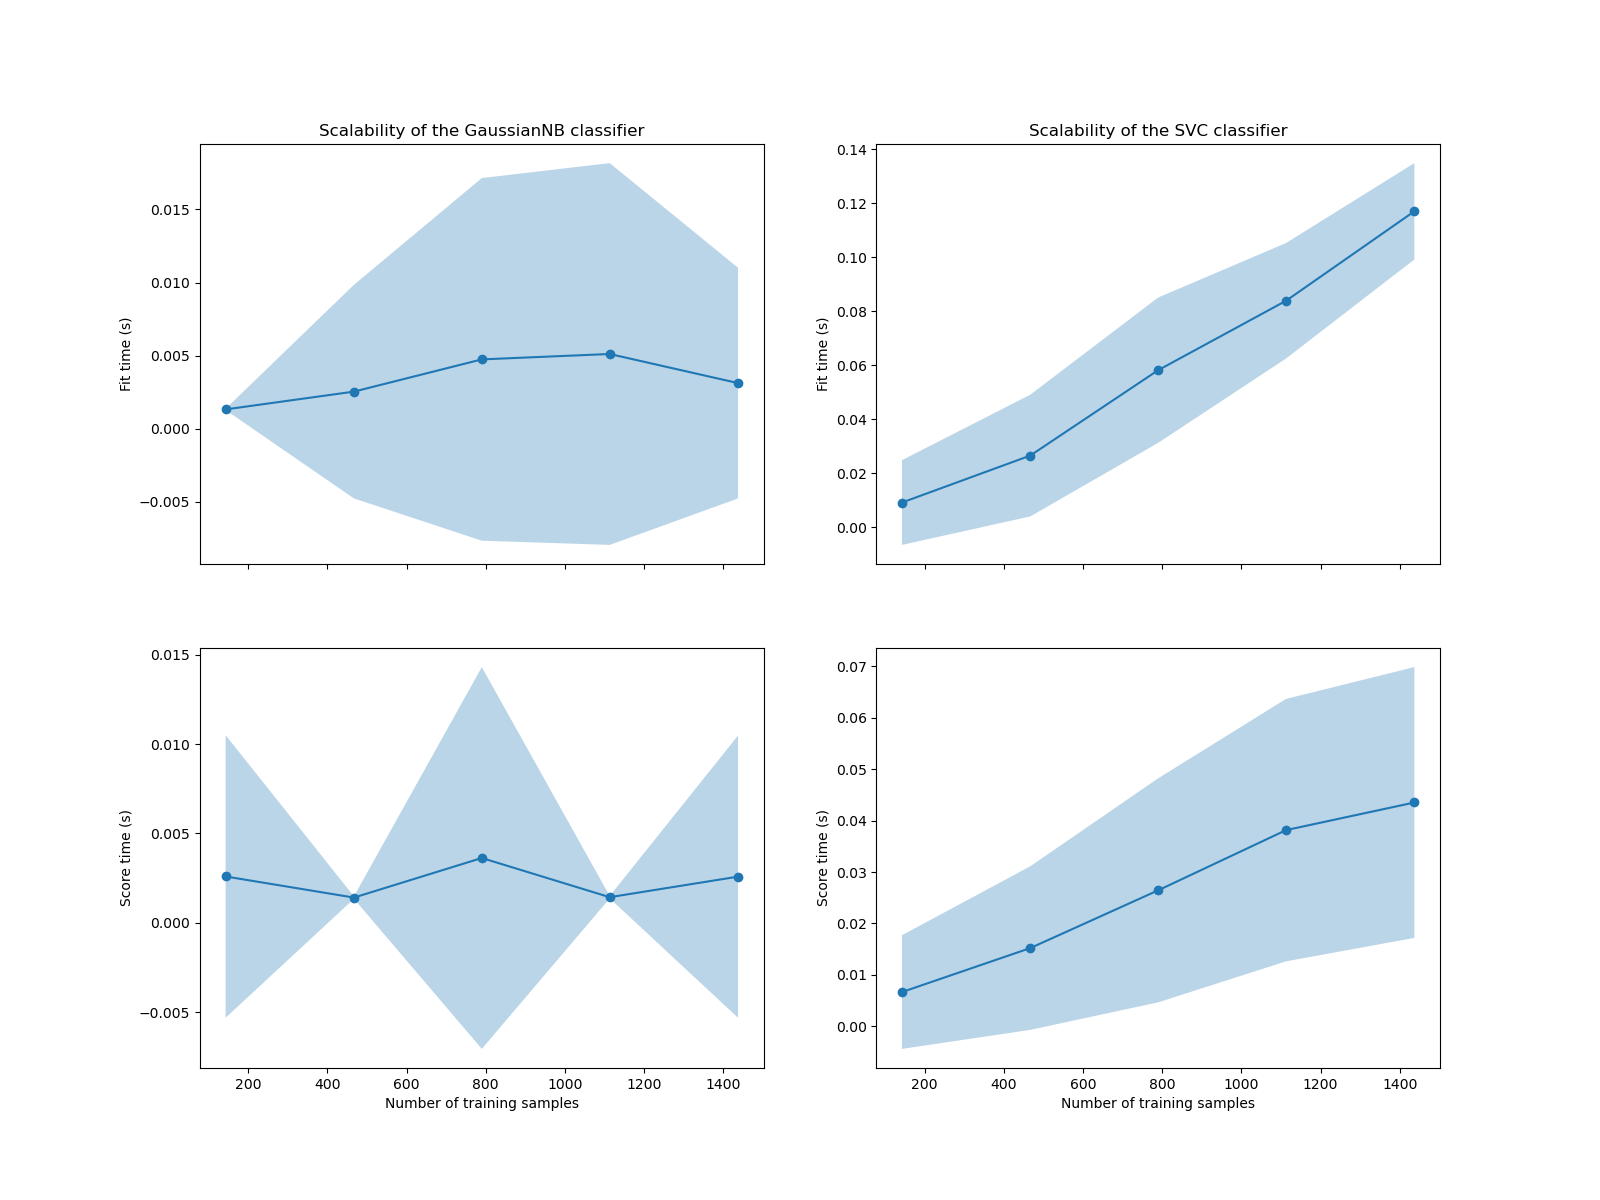 Scalability of the GaussianNB classifier
0.015
0.010
0.005
0.000
−0.005
Fit time (s)
Scalability of the SVC classifier
0.14
0.12
0.10
0.08
0.06
0.04
0.02
0.00
Fit time (s)
0.015
0.010
0.005
0.000
−0.005
Score time (s)
200 400 600 800 1000 1200 1400
Number of training samples
0.07
0.06
0.05
0.04
0.03
0.02
0.01
0.00
Score time (s)
200 400 600 800 1000 1200 1400
Number of training samples